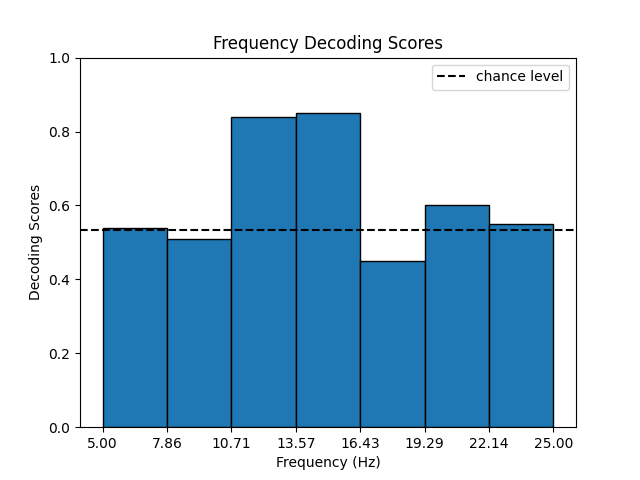 Frequency Decoding Scores
chance level
1.0
0.8
0.6
0.4
0.2
0.0
Decoding Scores
5.00 7.86 10.71 13.57 16.43 19.29 22.14 25.00
Frequency (Hz)